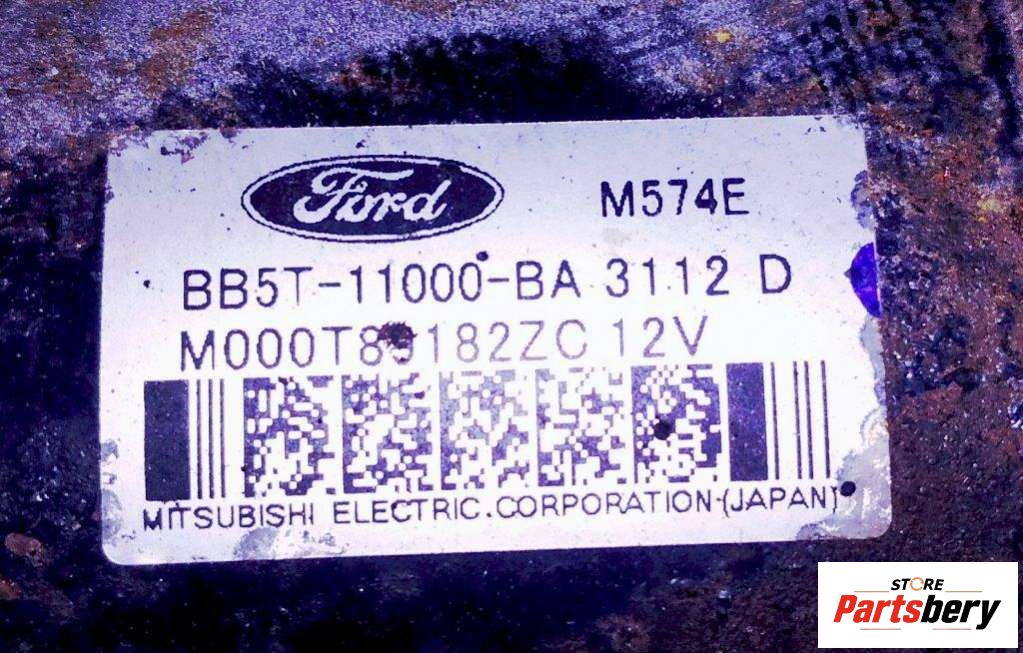 Ford M574E
BB5T-11000-BA 3112 D
12V
MITSUBISHI ELECTRIC CORPORATION (JAPAN)
STORE
Partsbery